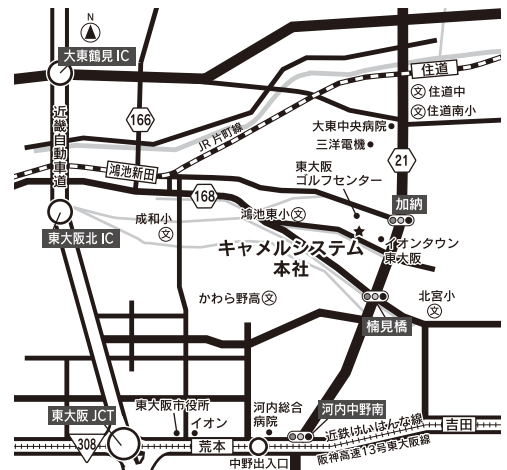 N
大東鶴見IC
住道
文住道中
166
文住道南小
大東中央病院
近畿自動車道
JR片町線
三洋電機
21
鴻池新田
東大阪
ゴルフセンター
168
加納
成和小
文
鴻池東小文
東大阪北IC
キャメルシステム
本社
イオンタウン
東大阪
かわら野高文
北宮小
文
楠見橋
東大阪JCT
東大阪市役所
河内総合
病院
河内中野南
イオン
308
荒本
近鉄けいはんな線
吉田
中野出入口
阪神高速13号東大阪線